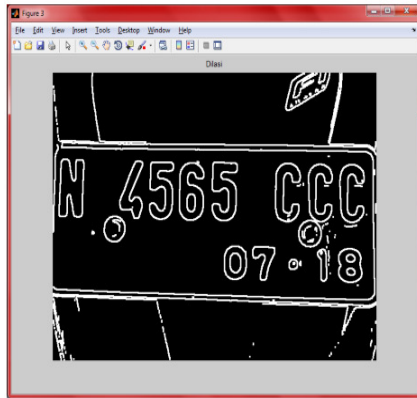 Figure 3
File Edit View Insert Tools Desktop Window Help
Dilasi
N 4565 CCC
07·18